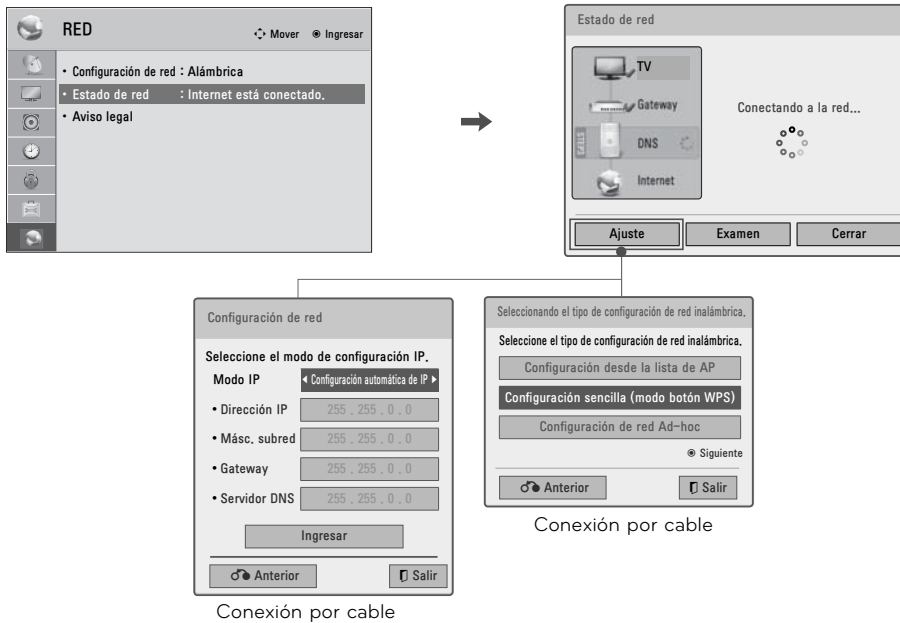 RED
Mover
Ingresar
• Configuración de red : Alámbrica
• Estado de red : Internet está conectado.
• Aviso legal
Estado de red
TV
Gateway
STEPS
DNS
Internet
Conectando a la red...
Ajuste
Examen
Cerrar
Configuración de red
Seleccione el modo de configuración IP.
Modo IP ◀ Configuración automática de IP ▶
• Dirección IP 255 . 255 . 0 . 0
• Másc. subred 255 . 255 . 0 . 0
• Gateway 255 . 255 . 0 . 0
• Servidor DNS 255 . 255 . 0 . 0
Ingresar
Anterior
Salir
Conexión por cable
Seleccionando el tipo de configuración de red inalámbrica.
Seleccione el tipo de configuración de red inalámbrica.
Configuración desde la lista de AP
Configuración sencilla (modo botón WPS)
Configuración de red Ad-hoc
Siguiente
Anterior
Salir
Conexión por cable